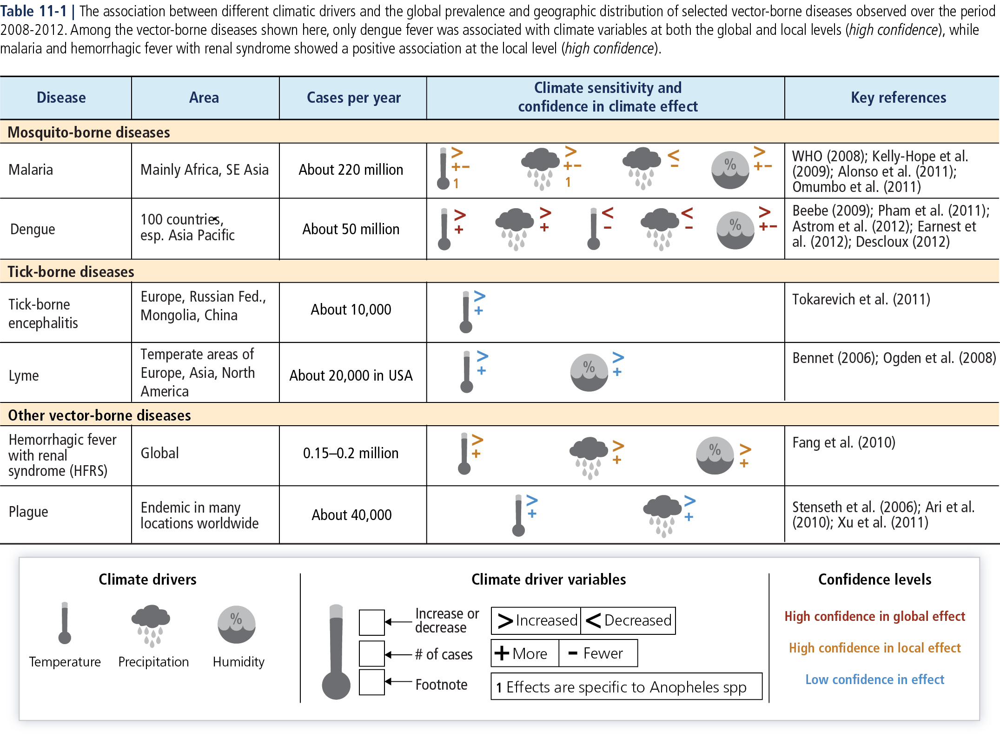 Table 11-1 | The association between different climatic drivers and the global prevalence and geographic distribution of selected vector-borne diseases observed over the period
2008-2012. Among the vector-borne diseases shown here, only dengue fever was associated with climate variables at both the global and local levels (high confidence), while
malaria and hemorrhagic fever with renal syndrome showed a positive association at the local level (high confidence).
Disease
Area
Cases per year
Climate sensitivity and
confidence in climate effect
Key references
Mosquito-borne diseases
Malaria
Mainly Africa, SE Asia
About 220 million
>
+-
1
>
+-
1
<
-
%
>
+-
WHO (2008); Kelly-Hope et al.
(2009); Alonso et al. (2011);
Omumbo et al. (2011)
Dengue
100 countries,
esp. Asia Pacific
About 50 million
>
+
>
+
<
-
<
-
%
>
+-
Beebe (2009); Pham et al. (2011);
Astrom et al. (2012); Earnest et
al. (2012); Descloux (2012)
Tick-borne diseases
Tick-borne
encephalitis
Europe, Russian Fed.,
Mongolia, China
About 10,000
>
+
Tokarevich et al. (2011)
Lyme
Temperate areas of
Europe, Asia, North
America
About 20,000 in USA
>
+
%
>
+
Bennet (2006); Ogden et al. (2008)
Other vector-borne diseases
Hemorrhagic fever
with renal
syndrome (HFRS)
Global
0.15–0.2 million
>
+
>
+
%
>
+
Fang et al. (2010)
Plague
Endemic in many
locations worldwide
About 40,000
>
+
>
+
Stenseth et al. (2006); Ari et al.
(2010); Xu et al. (2011)
Climate drivers
%
Temperature
Precipitation
Humidity
Climate driver variables
Increase or
decrease
> Increased
< Decreased
# of cases
+ More
- Fewer
Footnote
1 Effects are specific to Anopheles spp
Confidence levels
High confidence in global effect
High confidence in local effect
Low confidence in effect